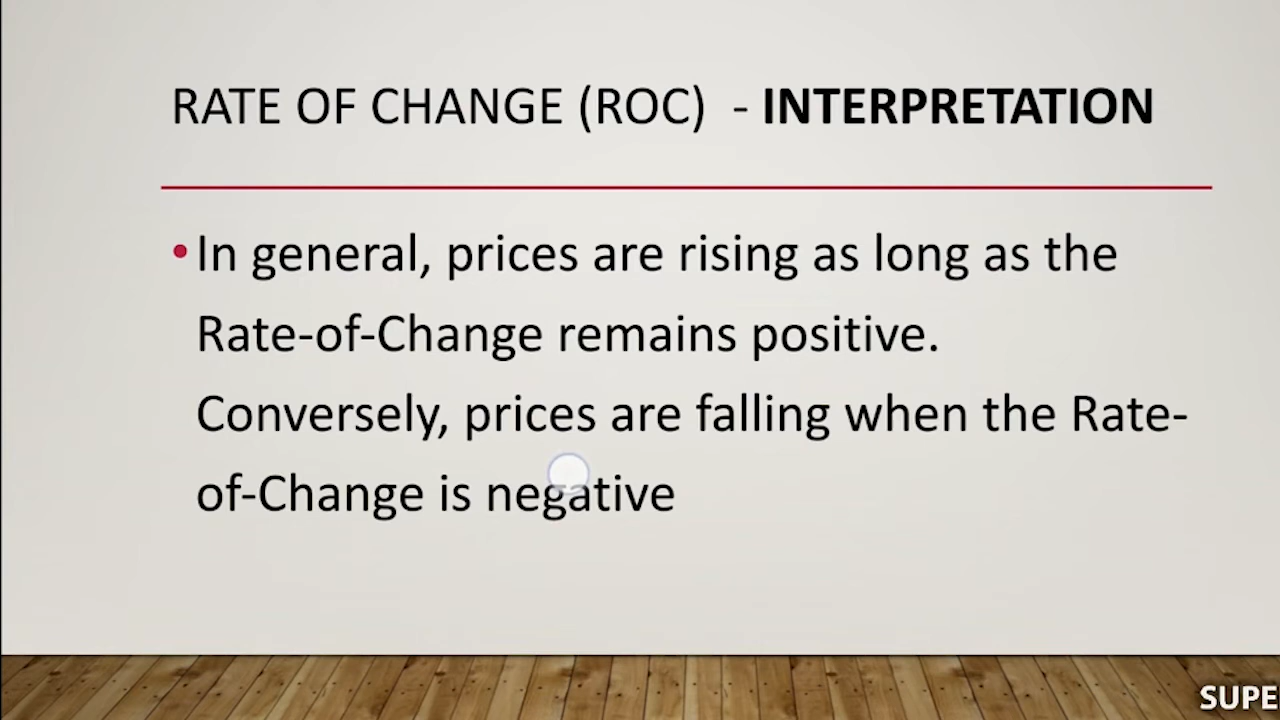 RATE OF CHANGE (ROC) - INTERPRETATION
•In general, prices are rising as long as the
Rate-of-Change remains positive.
Conversely, prices are falling when the Rate-
of-Change is negative
SUPE